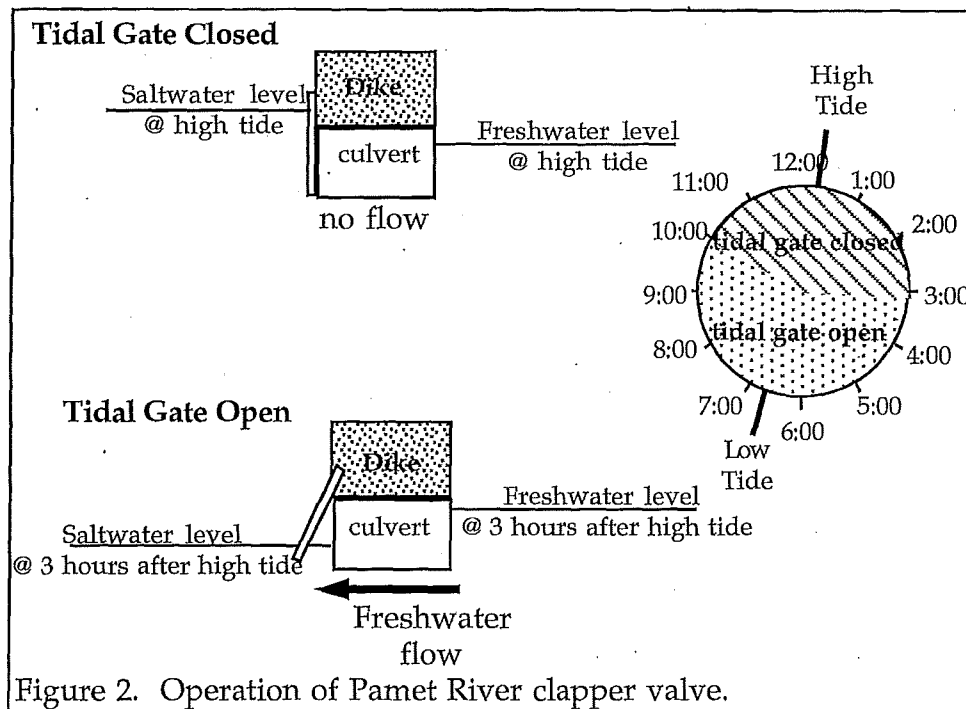 Tidal Gate Closed
Dike
Saltwater level
@ high tide
culvert
Freshwater level
@ high tide
no flow
High
Tide
12:00
1:00
2:00
3:00
4:00
5:00
6:00
7:00
8:00
9:00
10:00
11:00
tidal gate closed
tidal gate open
Low
Tide
Tidal Gate Open
Dike
culvert
Saltwater level
@ 3 hours after high tide
Freshwater level
@ 3 hours after high tide
Freshwater
flow
Figure 2. Operation of Pamet River clapper valve.